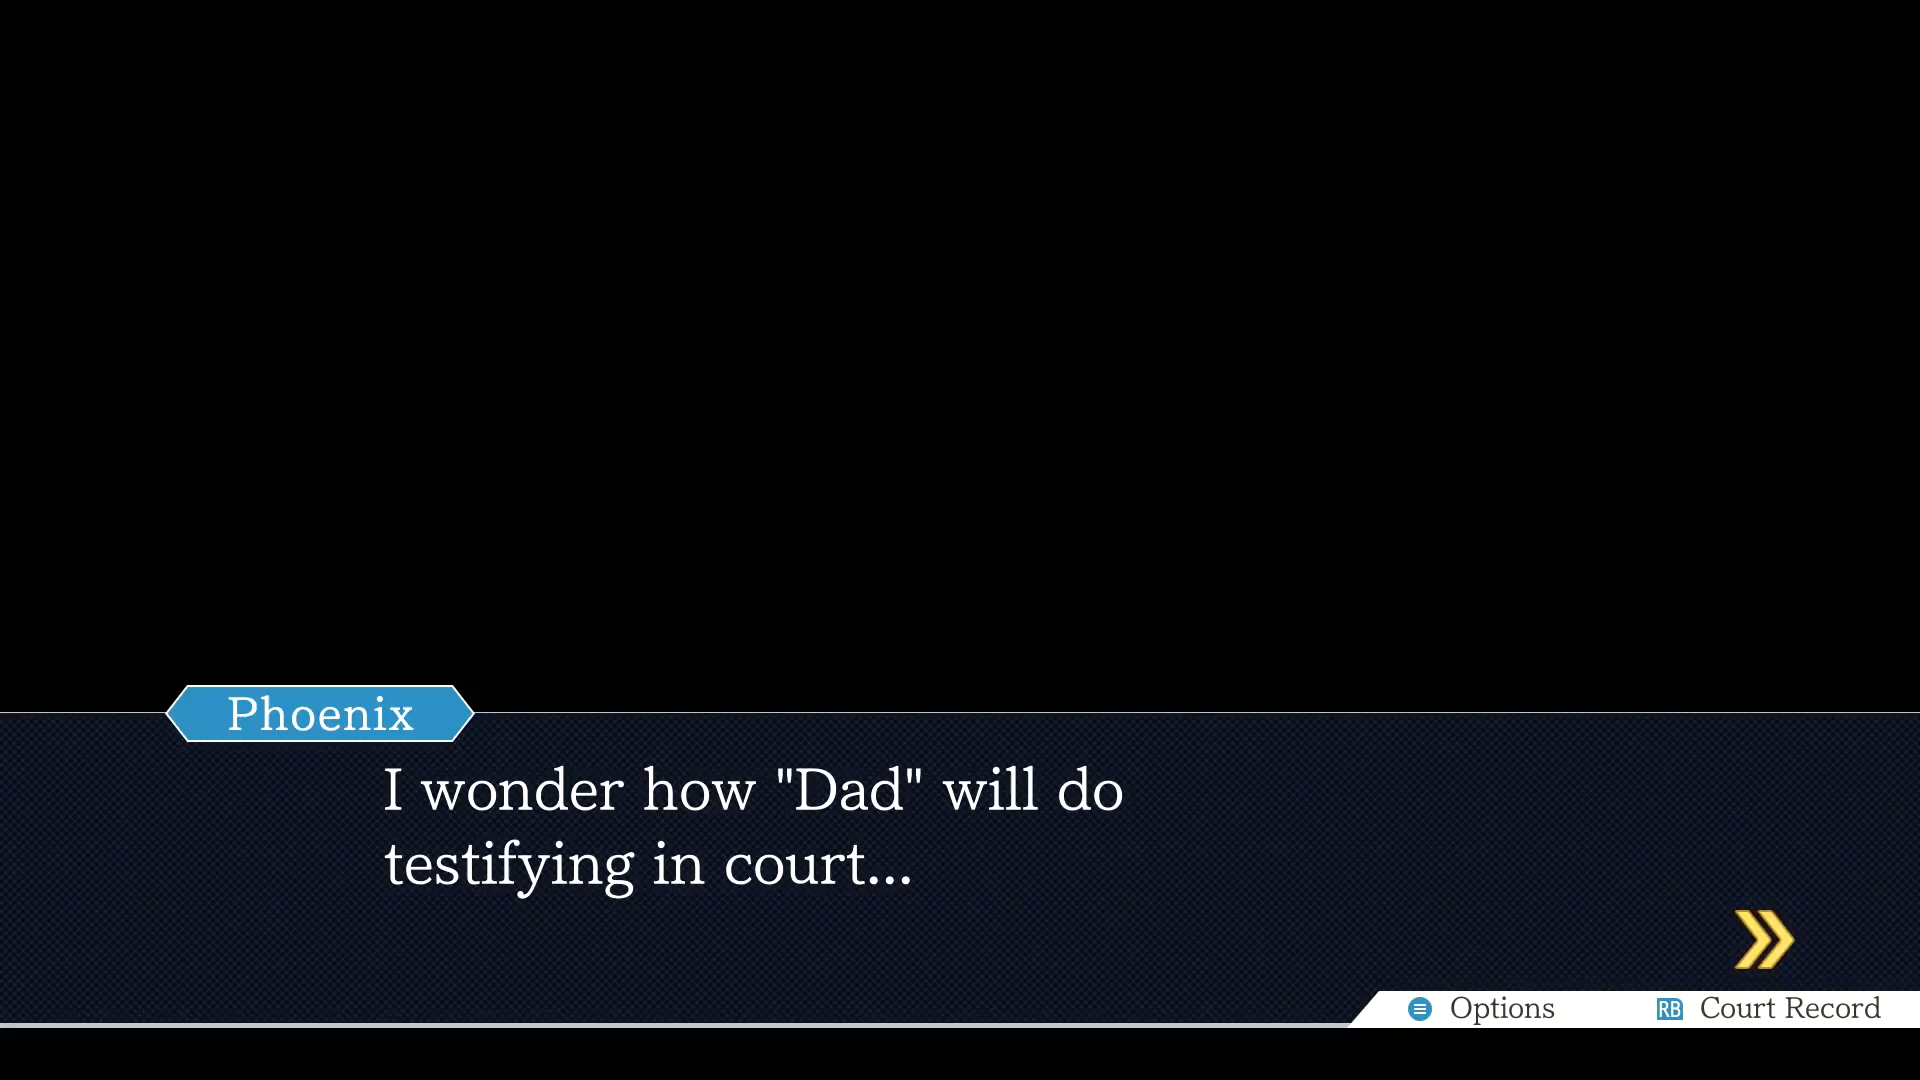 Phoenix
I wonder how "Dad" will do
testifying in court...
Options
RB Court Record